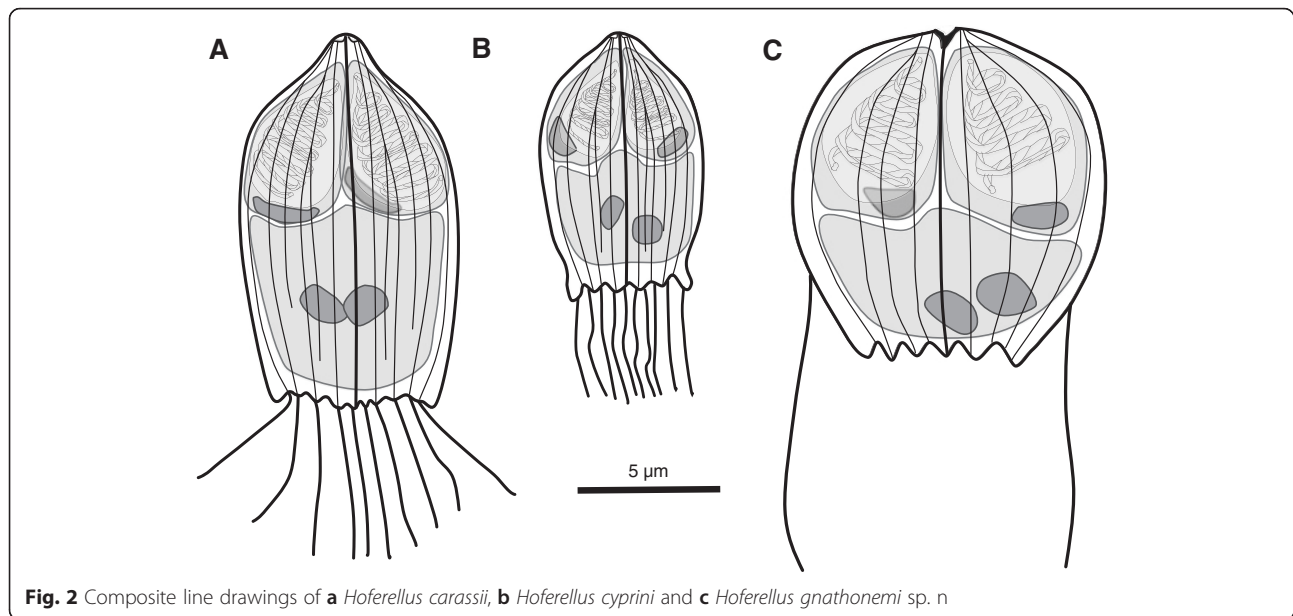 A
B
C
5 µm
Fig. 2 Composite line drawings of a Hoferellus carassii, b Hoferellus cyprini and c Hoferellus gnathonemi sp. n